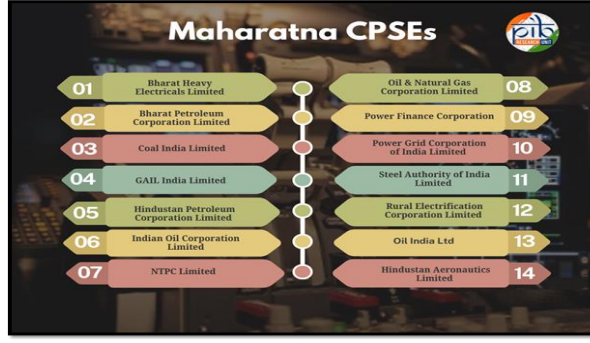 Maharatna CPSEs
pib
RESEARCH UNIT
01
Bharat Heavy
Electricals Limited
02
Bharat Petroleum
Corporation Limited
03
Coal India Limited
04
GAIL India Limited
05
Hindustan Petroleum
Corporation Limited
06
Indian Oil Corporation
Limited
07
NTPC Limited
Oil & Natural Gas
Corporation Limited
08
Power Finance Corporation
09
Power Grid Corporation
of India Limited
10
Steel Authority of India
Limited
11
Rural Electrification
Corporation Limited
12
Oil India Ltd
13
Hindustan Aeronautics
Limited
14